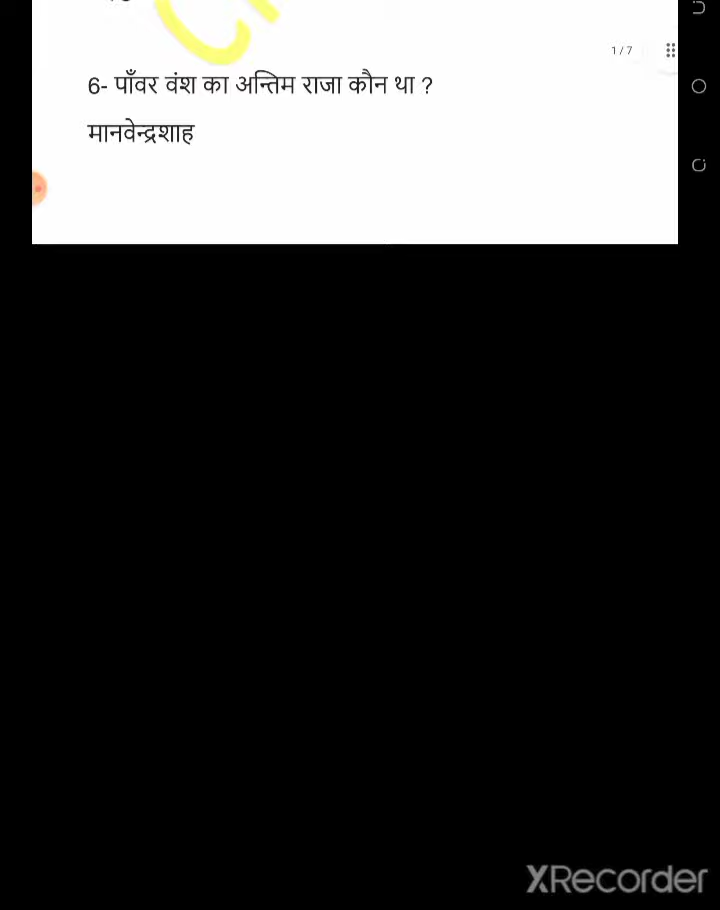 1 / 7
6- पाँवर वंश का अन्तिम राजा कौन था ?
मानवेन्द्रशाह
XRecorder